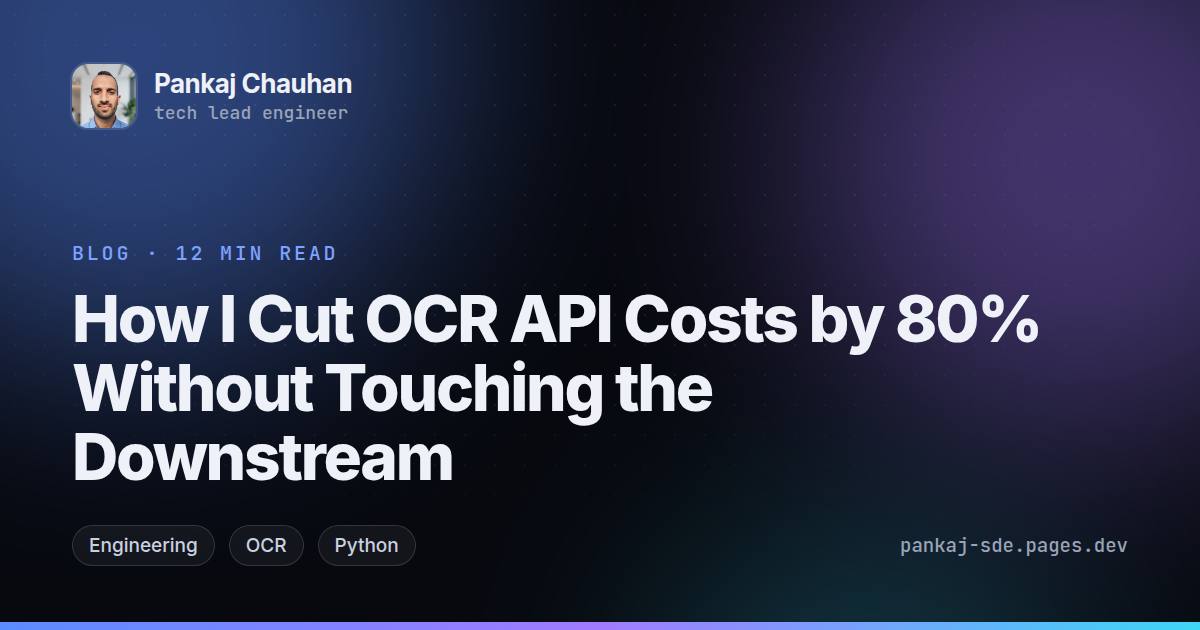 Pankaj Chauhan
tech lead engineer
BLOG · 12 MIN READ
How I Cut OCR API Costs by 80%
Without Touching the
Downstream
Engineering OCR Python
pankaj-sde.pages.dev